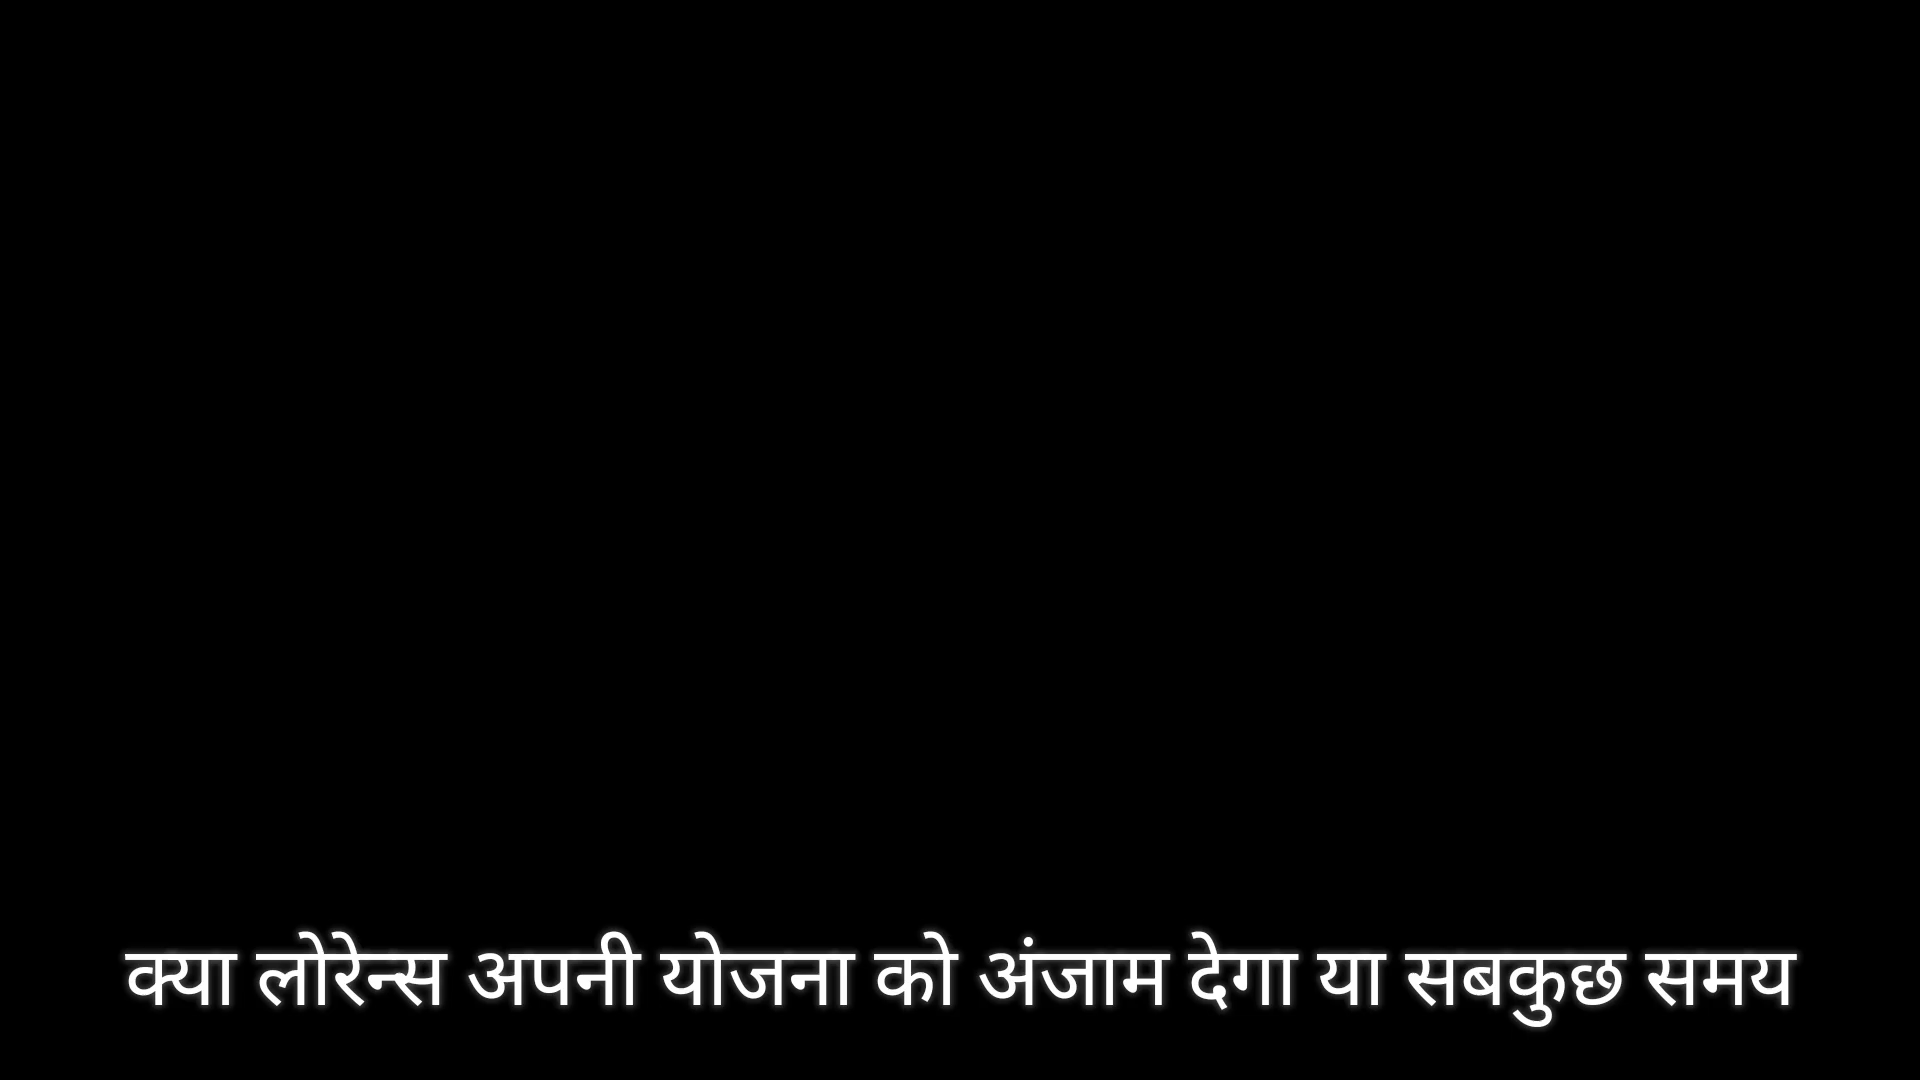 क्या लोरेन्स अपनी योजना को अंजाम देगा या सबकुछ समय